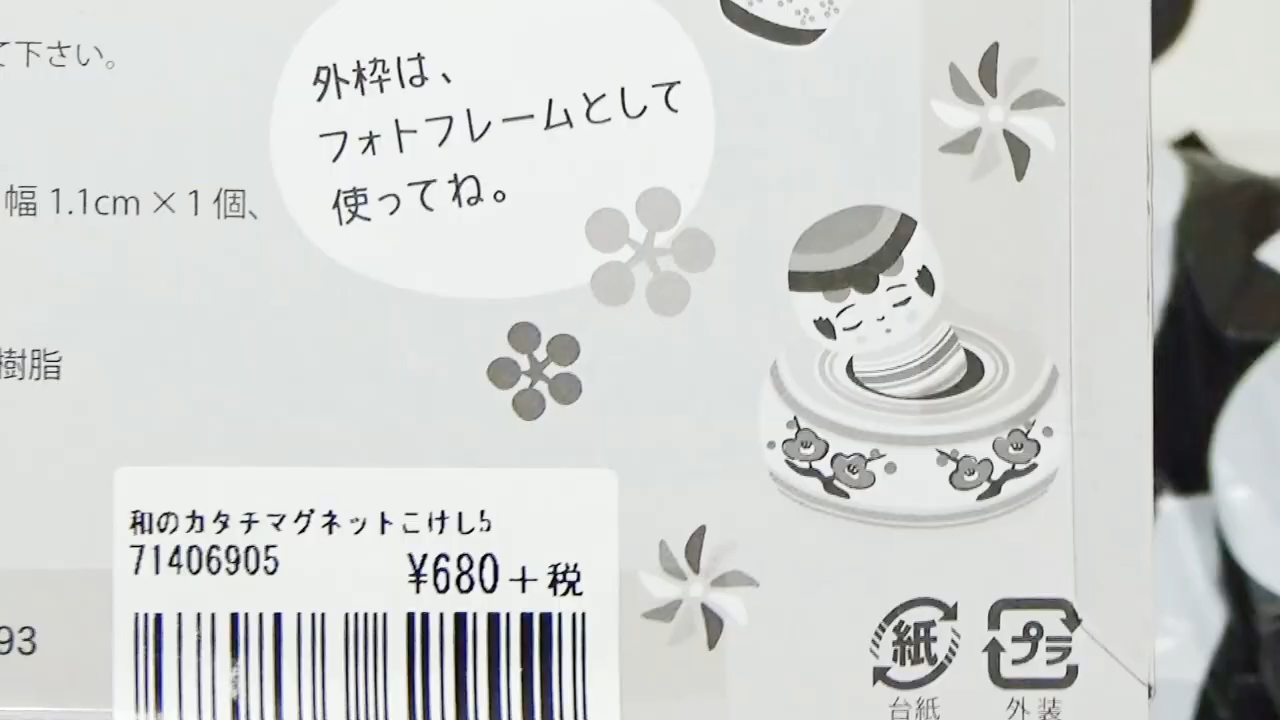 て下さい。
外枠は、
フォトフレームとして
使ってね。
幅 1.1cm × 1 個、
樹脂
和のカタチマグネットこけし5
71406905
¥680+税
93
紙
プラ
台紙
外装